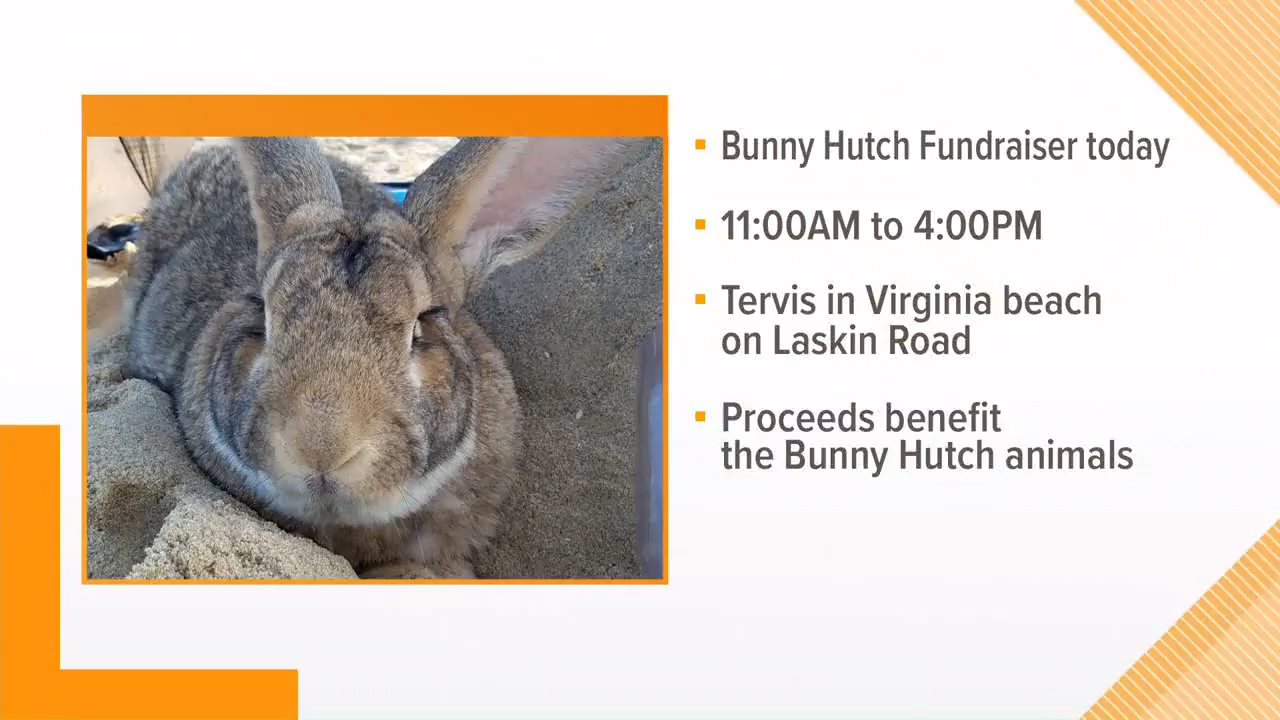 Bunny Hutch Fundraiser today
11:00AM to 4:00PM
Tervis in Virginia beach
on Laskin Road
Proceeds benefit
the Bunny Hutch animals